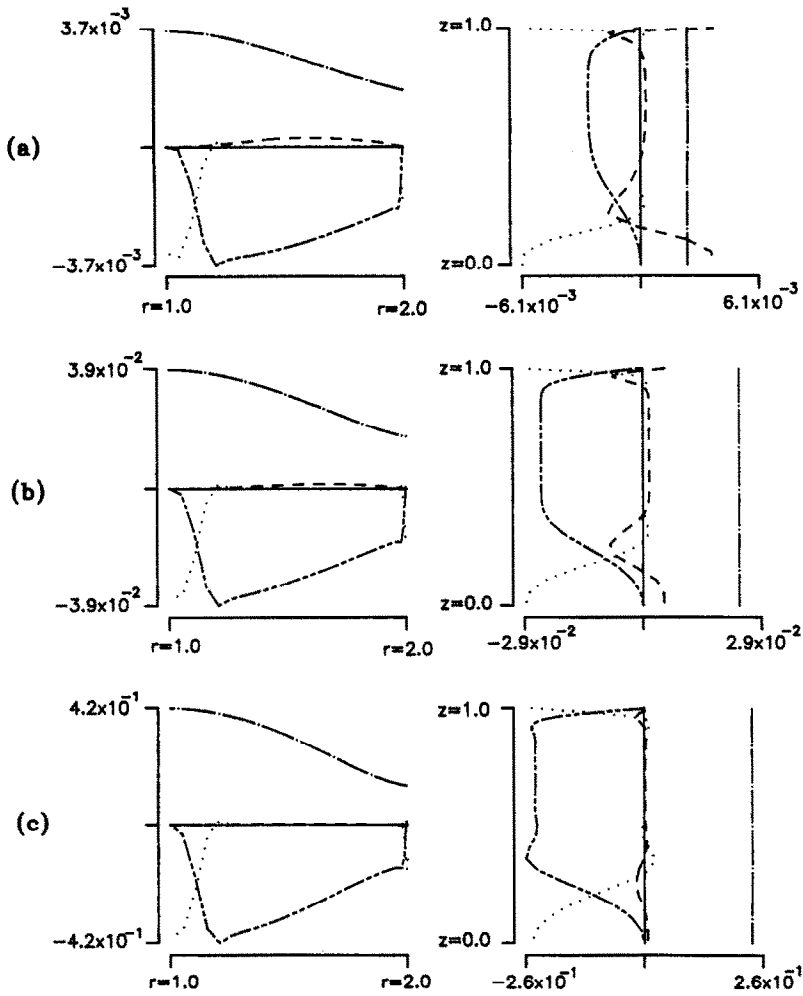 3.7x10⁻³
z=1.0
(a)
−3.7x10⁻³
z=0.0
r=1.0
r=2.0
−6.1x10⁻³
6.1x10⁻³
3.9x10⁻²
z=1.0
(b)
−3.9x10⁻²
z=0.0
r=1.0
r=2.0
−2.9x10⁻²
2.9x10⁻²
4.2x10⁻¹
z=1.0
(c)
−4.2x10⁻¹
z=0.0
r=1.0
r=2.0
−2.6x10⁻¹
2.6x10⁻¹